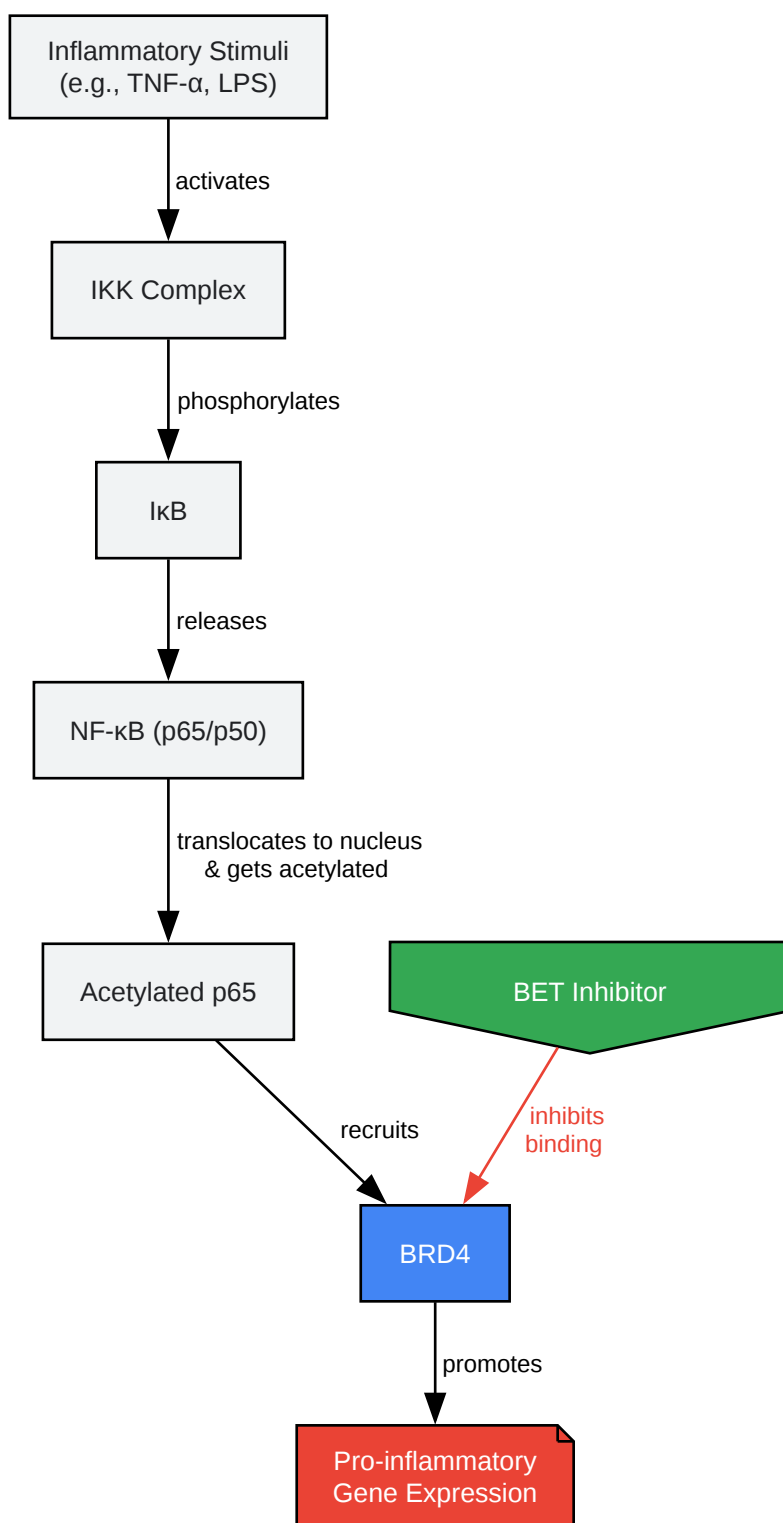 Inflammatory Stimuli
(e.g., TNF-α, LPS)
activates
IKK Complex
phosphorylates
IκB
releases
NF-κB (p65/p50)
translocates to nucleus
& gets acetylated
Acetylated p65
BET Inhibitor
recruits
inhibits
binding
BRD4
promotes
Pro-inflammatory
Gene Expression